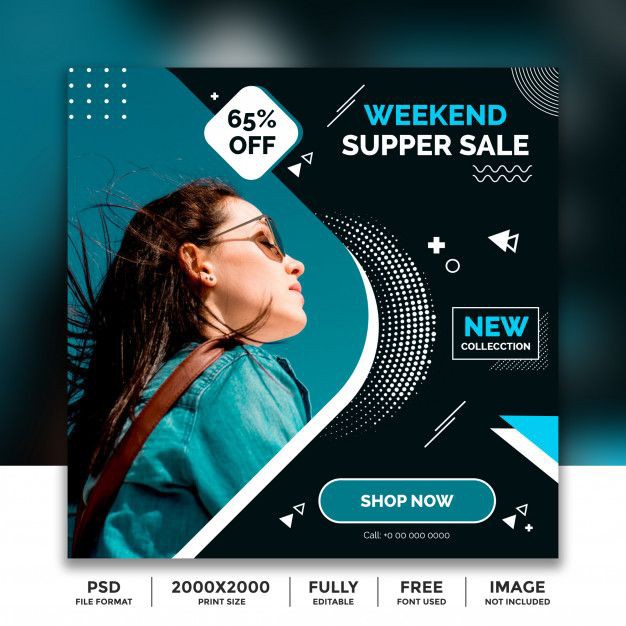 65%
OFF
WEEKEND
SUPPER SALE
NEW
COLLECCTION
SHOP NOW
Call: +0 00 000 0000
PSD
FILE FORMAT
2000X2000
PRINT SIZE
FULLY
EDITABLE
FREE
FONT USED
IMAGE
NOT INCLUDED